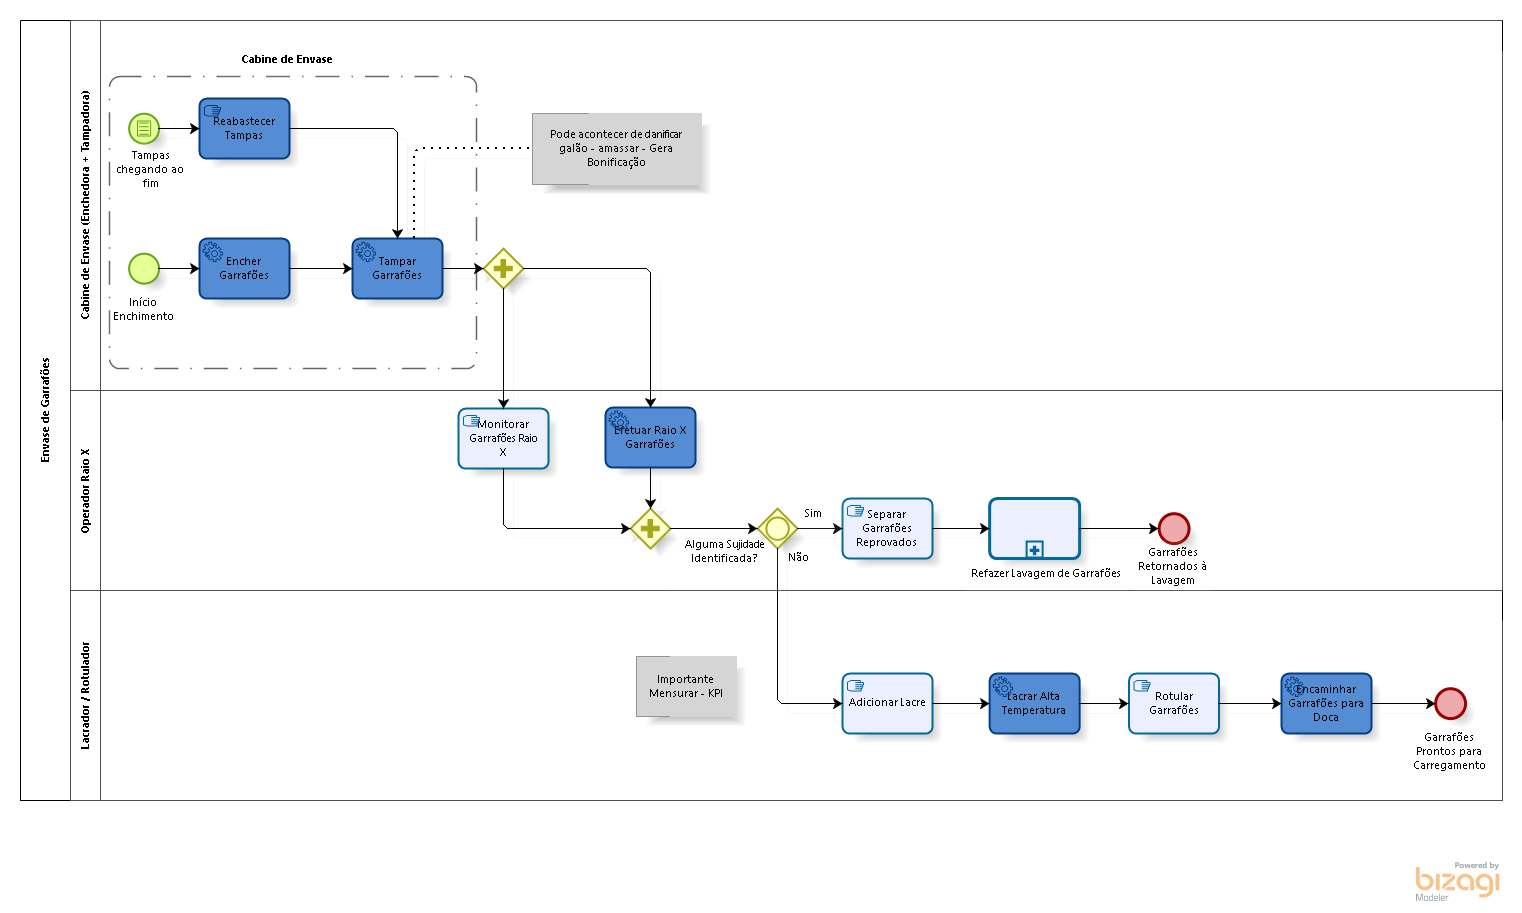 Envase de Garrafões
Cabine de Envase (Enchedora + Tampadora)
Cabine de Envase
Tampas
chegando ao
fim
Reabastecer
Tampas
Pode acontecer de danificar
galão - amassar - Gera
Bonificação
Início
Enchimento
Encher
Garrafões
Tampar
Garrafões
Operador Raio X
Monitorar
Garrafões Raio
X
Efetuar Raio X
Garrafões
Alguma Sujidade
Identificada?
Sim
Não
Separar
Garrafões
Reprovados
Refazer Lavagem de Garrafões
Garrafões
Retornados à
Lavagem
Lacrador / Rotulador
Importante
Mensurar - KPI
Adicionar Lacre
Lacrar Alta
Temperatura
Rotular
Garrafões
Encaminhar
Garrafões para
Doca
Garrafões
Prontos para
Carregamento
Powered by
bizagi
Modeler